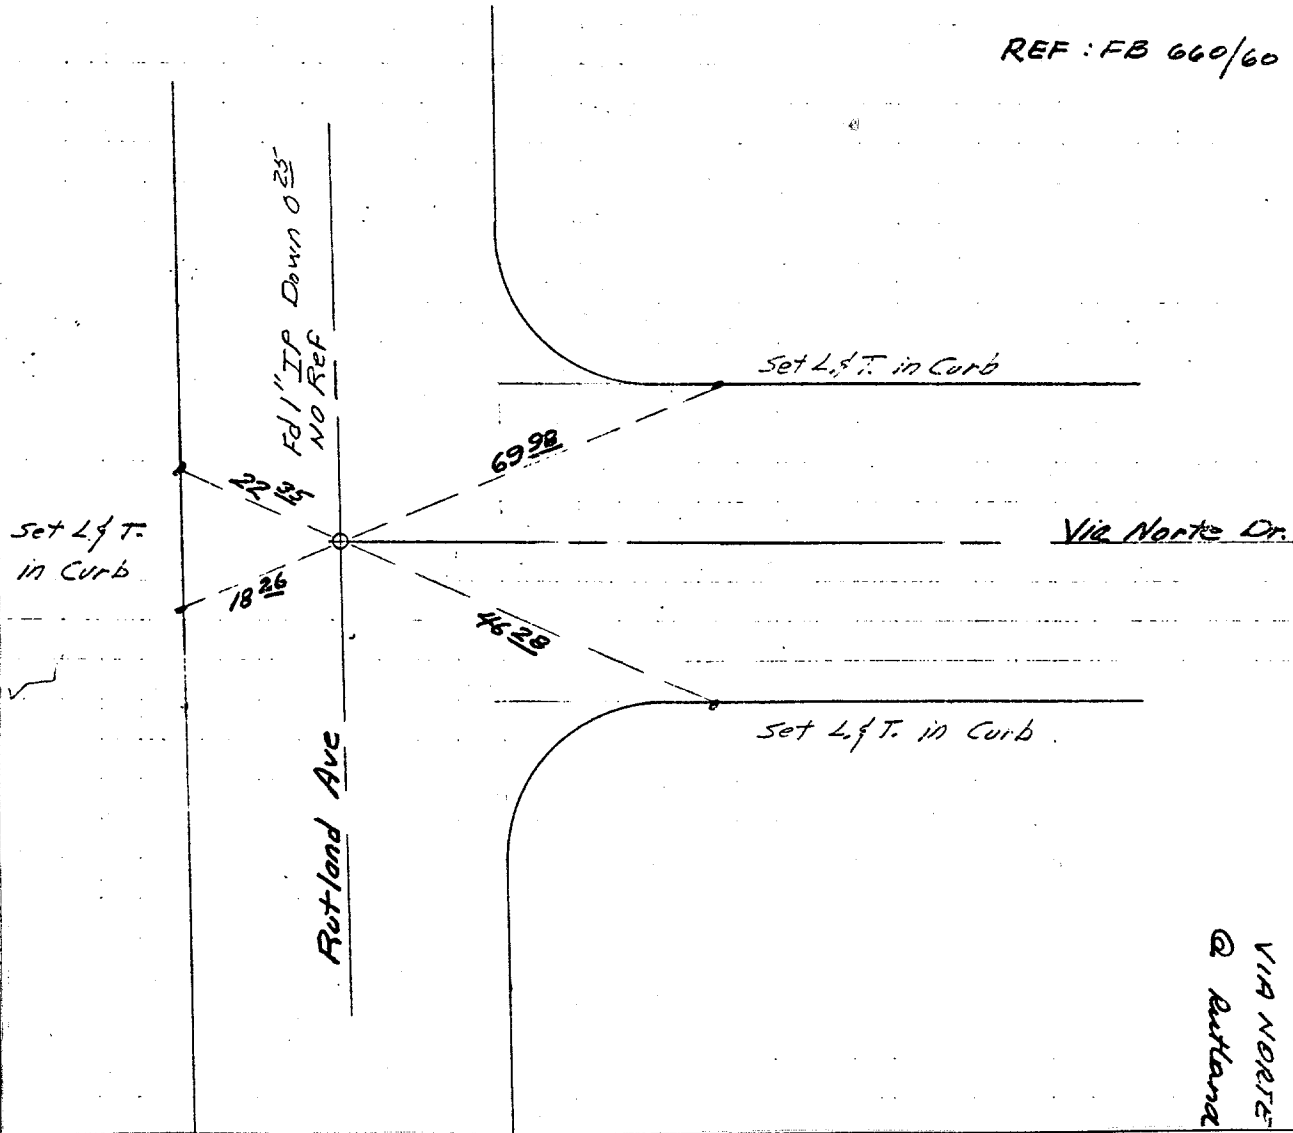 REF: FB 660/60
Fd 1" IP Down 0 25
NO Ref
Set L.&T. in Curb
69 98
22 35
Set L.&T.
in Curb
Via Norte Dr.
18 26
46 28
Set L.&T. in Curb
Rutland Ave
VIA NORTE
@ Rutland